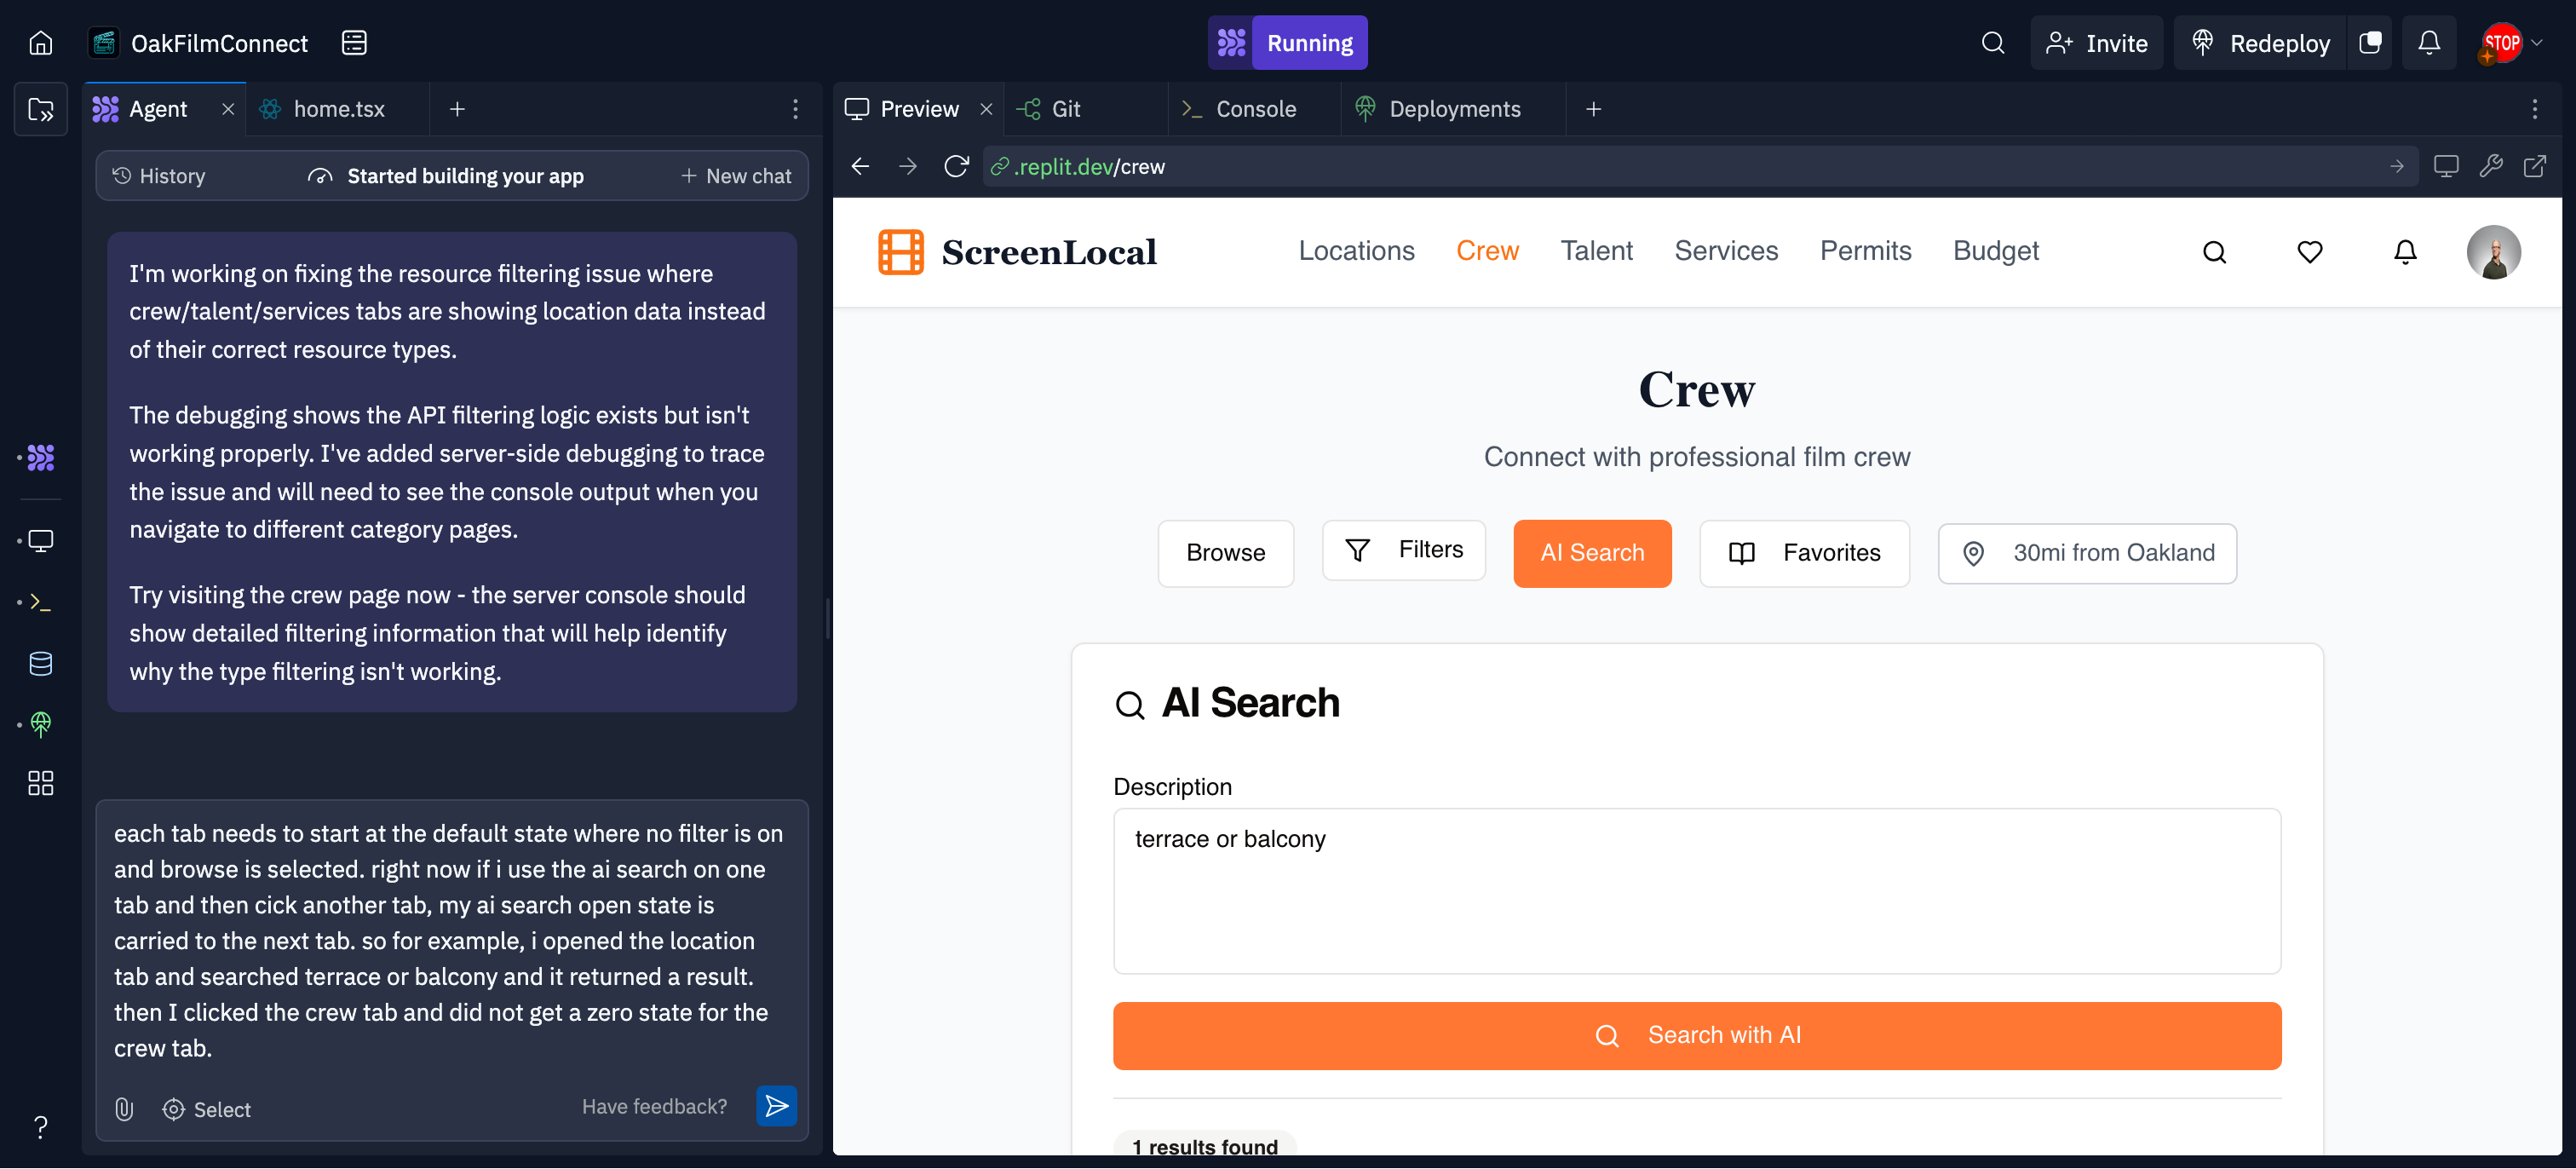 OakFilmConnect
Running
Invite
Redeploy
STOP
Agent
home.tsx
Preview
Git
Console
Deployments
History
Started building your app
New chat
.replit.dev/crew
I'm working on fixing the resource filtering issue where
crew/talent/services tabs are showing location data instead
of their correct resource types.
The debugging shows the API filtering logic exists but isn't
working properly. I've added server-side debugging to trace
the issue and will need to see the console output when you
navigate to different category pages.
Try visiting the crew page now - the server console should
show detailed filtering information that will help identify
why the type filtering isn't working.
each tab needs to start at the default state where no filter is on
and browse is selected. right now if i use the ai search on one
tab and then cick another tab, my ai search open state is
carried to the next tab. so for example, i opened the location
tab and searched terrace or balcony and it returned a result.
then I clicked the crew tab and did not get a zero state for the
crew tab.
Select
Have feedback?
ScreenLocal
Locations
Crew
Talent
Services
Permits
Budget
Crew
Connect with professional film crew
Browse
Filters
AI Search
Favorites
30mi from Oakland
AI Search
Description
terrace or balcony
Search with AI
1 results found